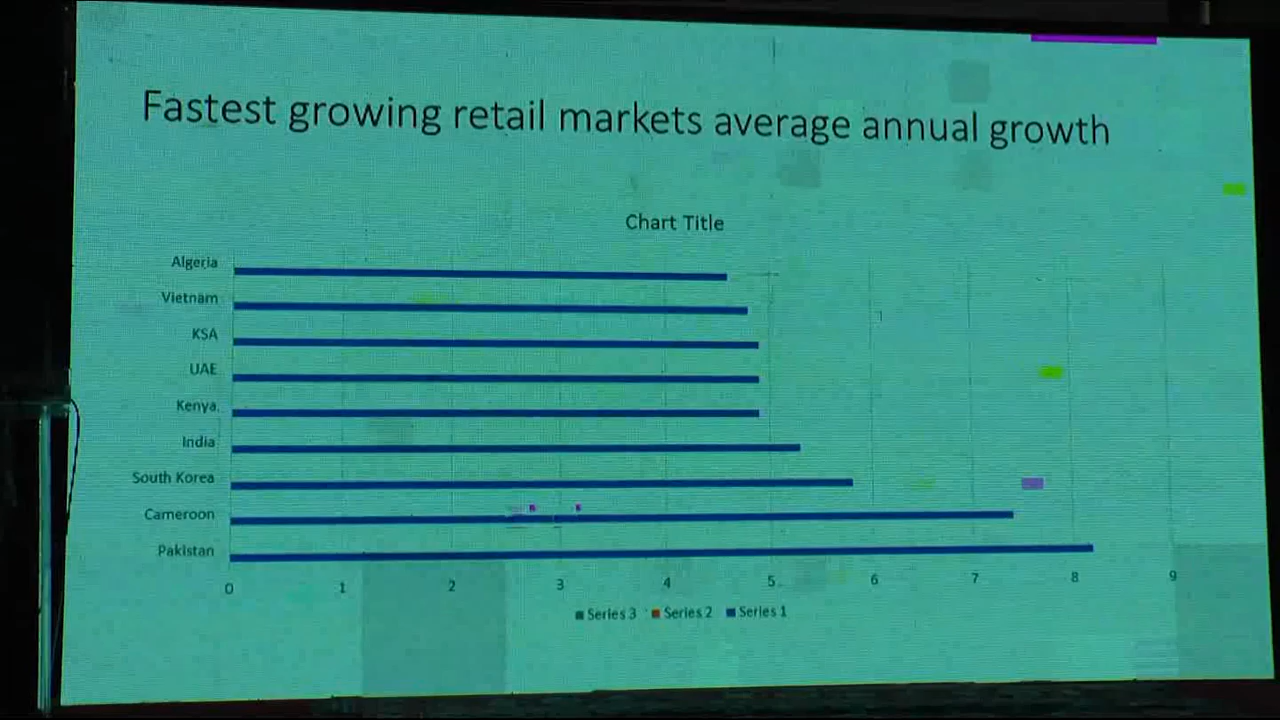 Fastest growing retail markets average annual growth
Chart Title
Algeria
Vietnam
KSA
UAE
Kenya
India
South Korea
Cameroon
Pakistan
0 1 2 3 4 5 6 7 8 9
Series 3 Series 2 Series 1